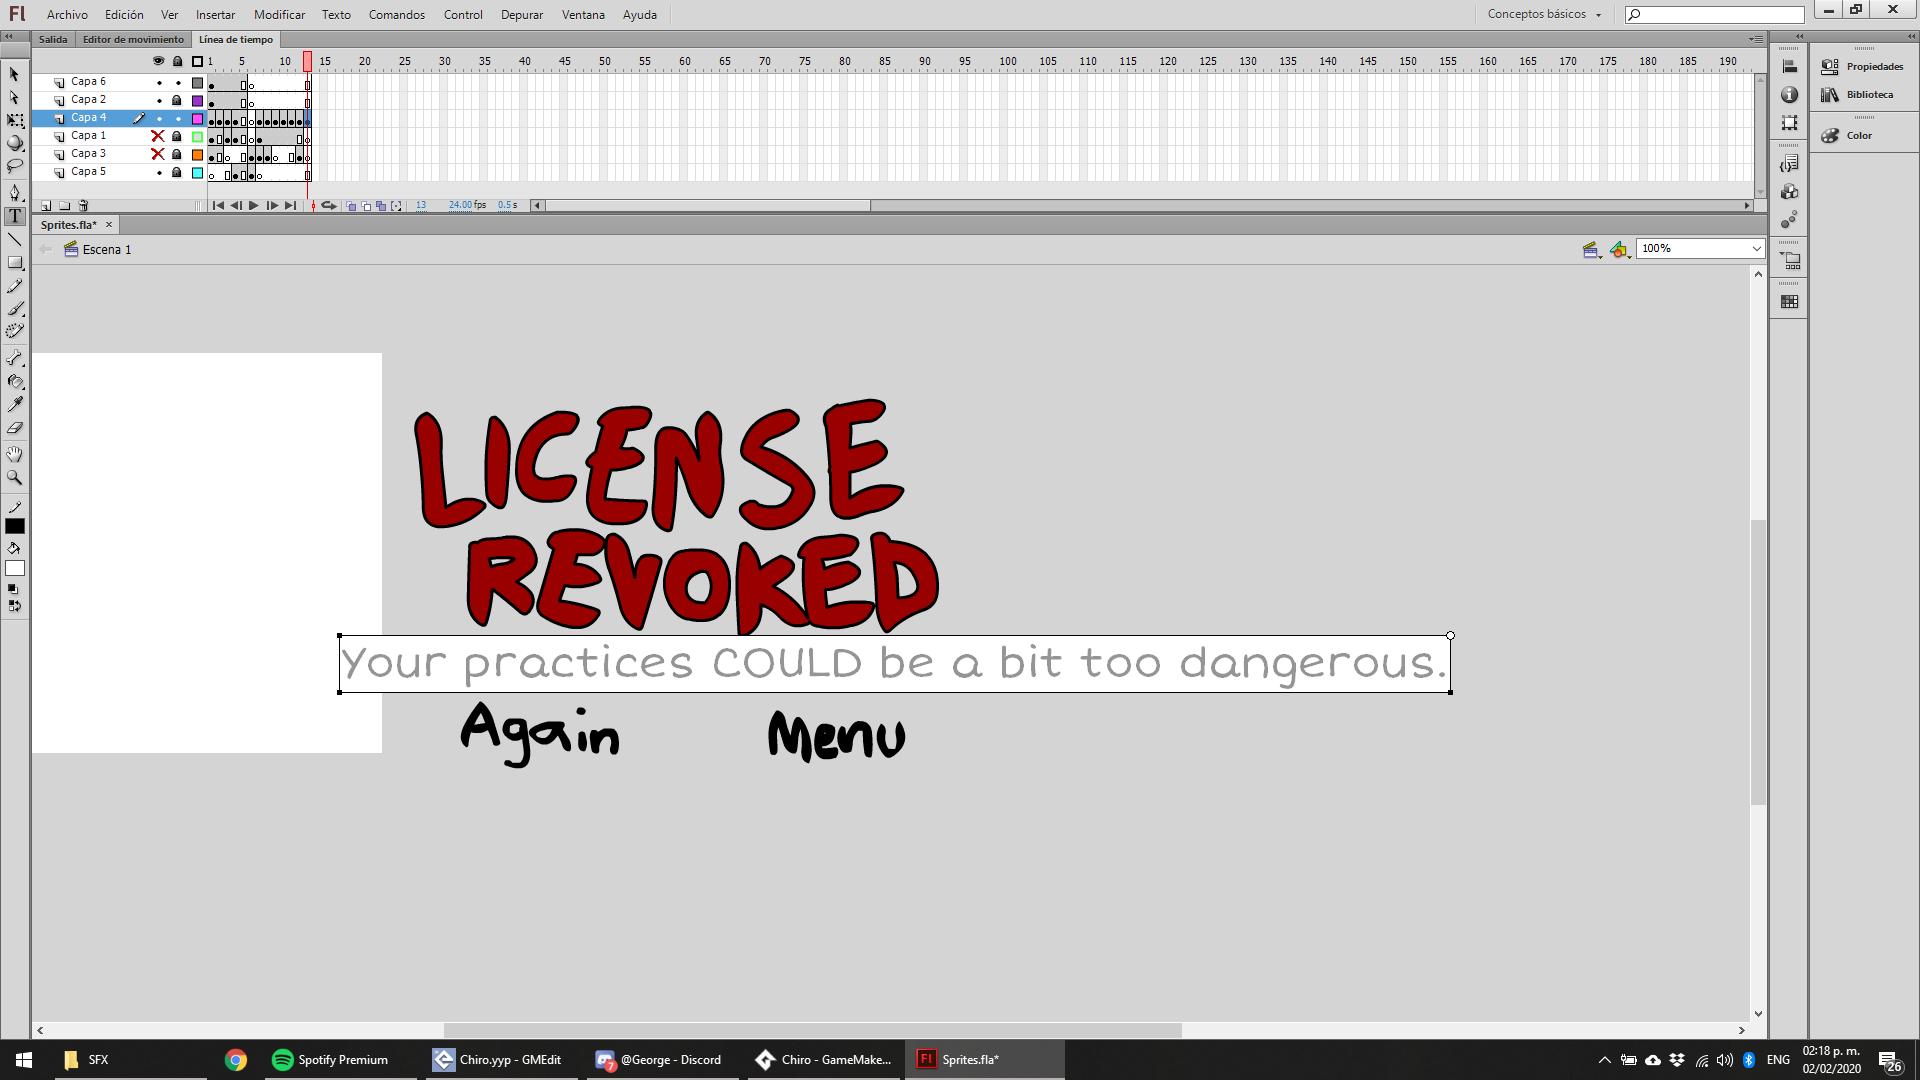 Fl Archivo Edición Ver Insertar Modificar Texto Comandos Control Depurar Ventana Ayuda Conceptos básicos
Salida Editor de movimiento Línea de tiempo
1 5 10 15 20 25 30 35 40 45 50 55 60 65 70 75 80 85 90 95 100 105 110 115 120 125 130 135 140 145 150 155 160 165 170 175 180 185 190
Capa 6
Capa 2
Capa 4
Capa 1
Capa 3
Capa 5
13 24.00 fps 0.5 s
Sprites.fla*
Escena 1
100%
Propiedades
Biblioteca
Color
LICENSE
REVOKED
Your practices COULD be a bit too dangerous.
Again Menu
SFX Spotify Premium Chiro.yyp - GMEdit @George - Discord Chiro - GameMake... Sprites.fla*
7
ENG 02:18 p. m.
02/02/2020
26